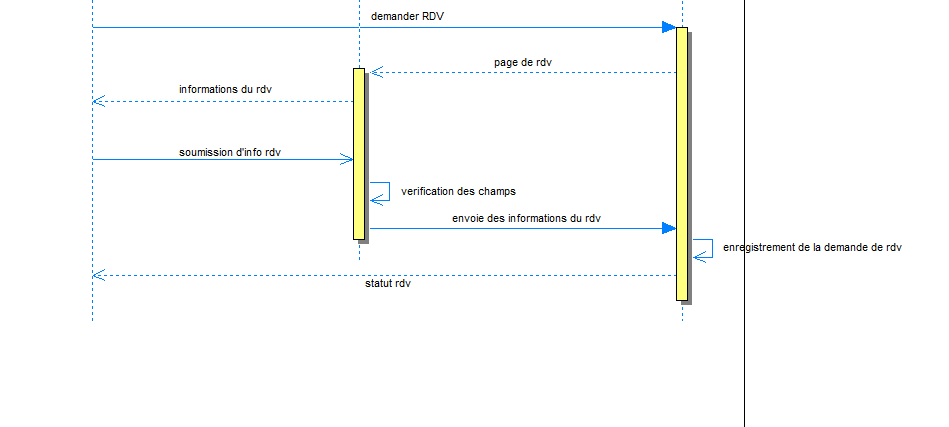 demander RDV
page de rdv
informations du rdv
soumission d'info rdv
verification des champs
envoie des informations du rdv
enregistrement de la demande de rdv
statut rdv